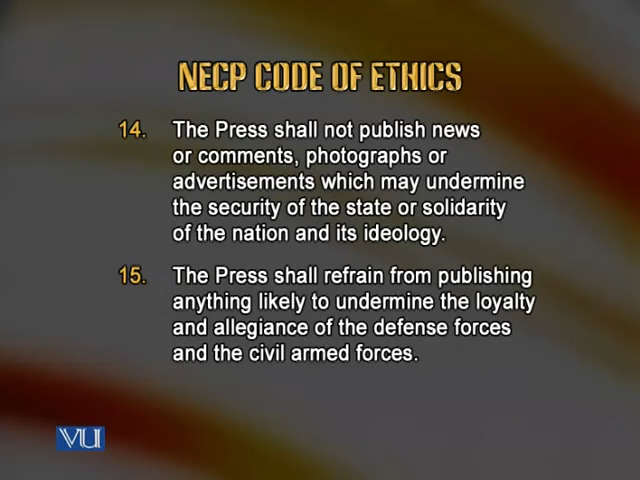 NECP CODE OF ETHICS
14. The Press shall not publish news
or comments, photographs or
advertisements which may undermine
the security of the state or solidarity
of the nation and its ideology.
15. The Press shall refrain from publishing
anything likely to undermine the loyalty
and allegiance of the defense forces
and the civil armed forces.
VU